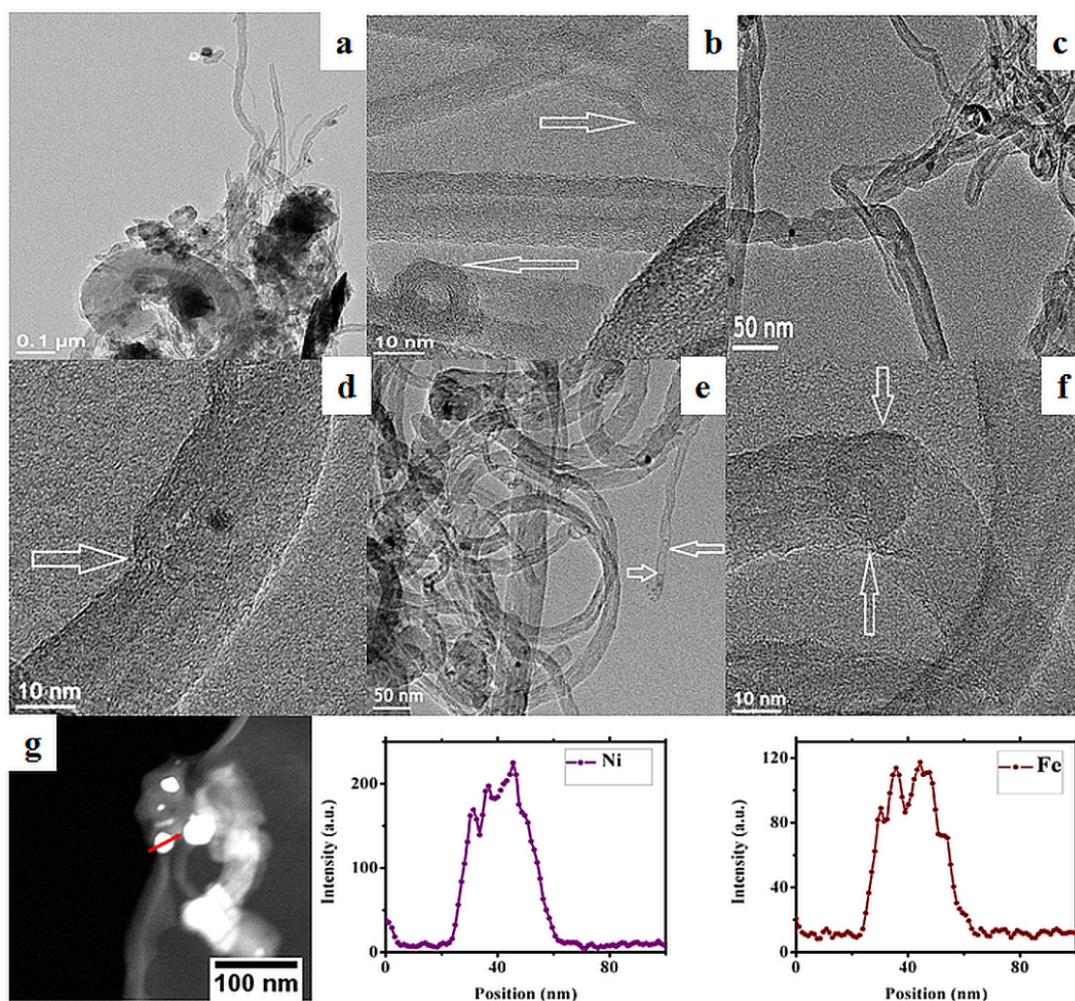 a
b
c
0.1 µm
10 nm
50 nm
d
e
f
10 nm
50 nm
10 nm
g
100 nm
Ni
Intensity (a.u.)
200
100
0
0 40 80
Position (nm)
Fe
Intensity (a.u.)
120
80
40
0
0 40 80
Position (nm)